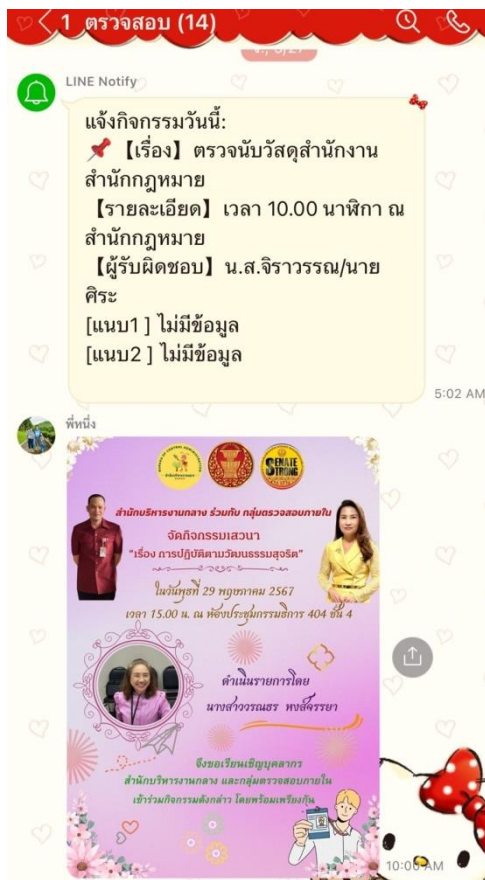 1_ตรวจสอบ (14)
LINE Notify
แจ้งกิจกรรมวันนี้:
【เรื่อง】ตรวจนับวัสดุสำนักงาน
สำนักกฎหมาย
【รายละเอียด】เวลา 10.00 นาฬิกา ณ
สำนักกฎหมาย
【ผู้รับผิดชอบ】น.ส.จิราวรรณ/นาย
ศิระ
[แนบ1 ] ไม่มีข้อมูล
[แนบ2 ] ไม่มีข้อมูล
5:02 AM
พี่หนึ่ง
SENATE
STRONG
สำนักบริหารงานกลาง ร่วมกับ กลุ่มตรวจสอบภายใน
จัดกิจกรรมเสวนา
"เรื่อง การปฏิบัติตามวัฒนธรรมสุจริต"
ในวันพุธที่ 29 พฤษภาคม 2567
เวลา 15.00 น. ณ ห้องประชุมกรรมาธิการ 404 ชั้น 4
ดำเนินรายการโดย
นางสาววรณธร หงส์จรรยา
จึงขอเรียนเชิญบุคลากร
สำนักบริหารงานกลาง และกลุ่มตรวจสอบภายใน
เข้าร่วมกิจกรรมดังกล่าว โดยพร้อมเพรียงกัน
10:06 AM